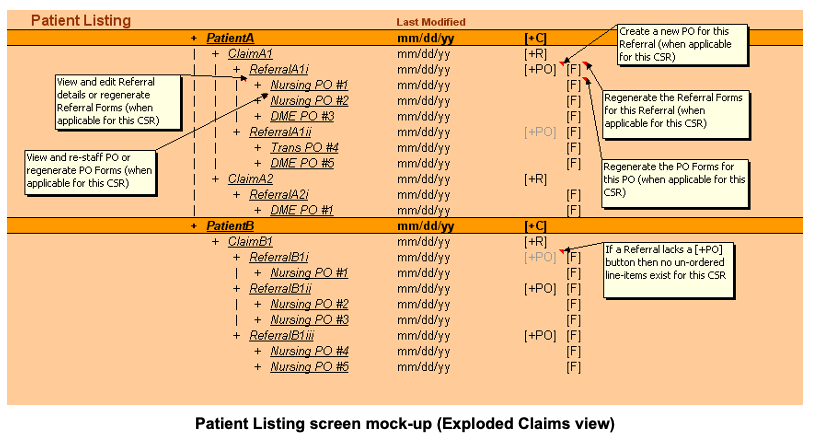 Patient Listing
Last Modified
+ PatientA mm/dd/yy [+C]
+ ClaimA1 mm/dd/yy [+R]
+ ReferralA1i mm/dd/yy [+PO] [F]
+ Nursing PO #1 mm/dd/yy [F]
+ Nursing PO #2 mm/dd/yy [F]
+ DME PO #3 mm/dd/yy [F]
+ ReferralA1ii mm/dd/yy [+PO] [F]
+ Trans PO #4 mm/dd/yy [F]
+ DME PO #5 mm/dd/yy [F]
+ ClaimA2 mm/dd/yy [+R]
+ ReferralA2i mm/dd/yy [F]
+ DME PO #1 mm/dd/yy [F]
+ PatientB mm/dd/yy [+C]
+ ClaimB1 mm/dd/yy [+R]
+ ReferralB1i mm/dd/yy [+PO] [F]
+ Nursing PO #1 mm/dd/yy [F]
+ ReferralB1ii mm/dd/yy [+PO] [F]
+ Nursing PO #2 mm/dd/yy [F]
+ Nursing PO #3 mm/dd/yy [F]
+ ReferralB1iii mm/dd/yy [+PO] [F]
+ Nursing PO #4 mm/dd/yy [F]
+ Nursing PO #5 mm/dd/yy [F]
View and edit Referral
details or regenerate
Referral Forms (when
applicable for this CSR)
View and re-staff PO or
regenerate PO Forms (when
applicable for this CSR)
Create a new PO for this
Referral (when applicable
for this CSR)
Regenerate the Referral Forms
for this Referral (when
applicable for this CSR)
Regenerate the PO Forms for
this PO (when applicable for this
CSR)
If a Referral lacks a [+PO]
button then no un-ordered
line-items exist for this CSR
Patient Listing screen mock-up (Exploded Claims view)